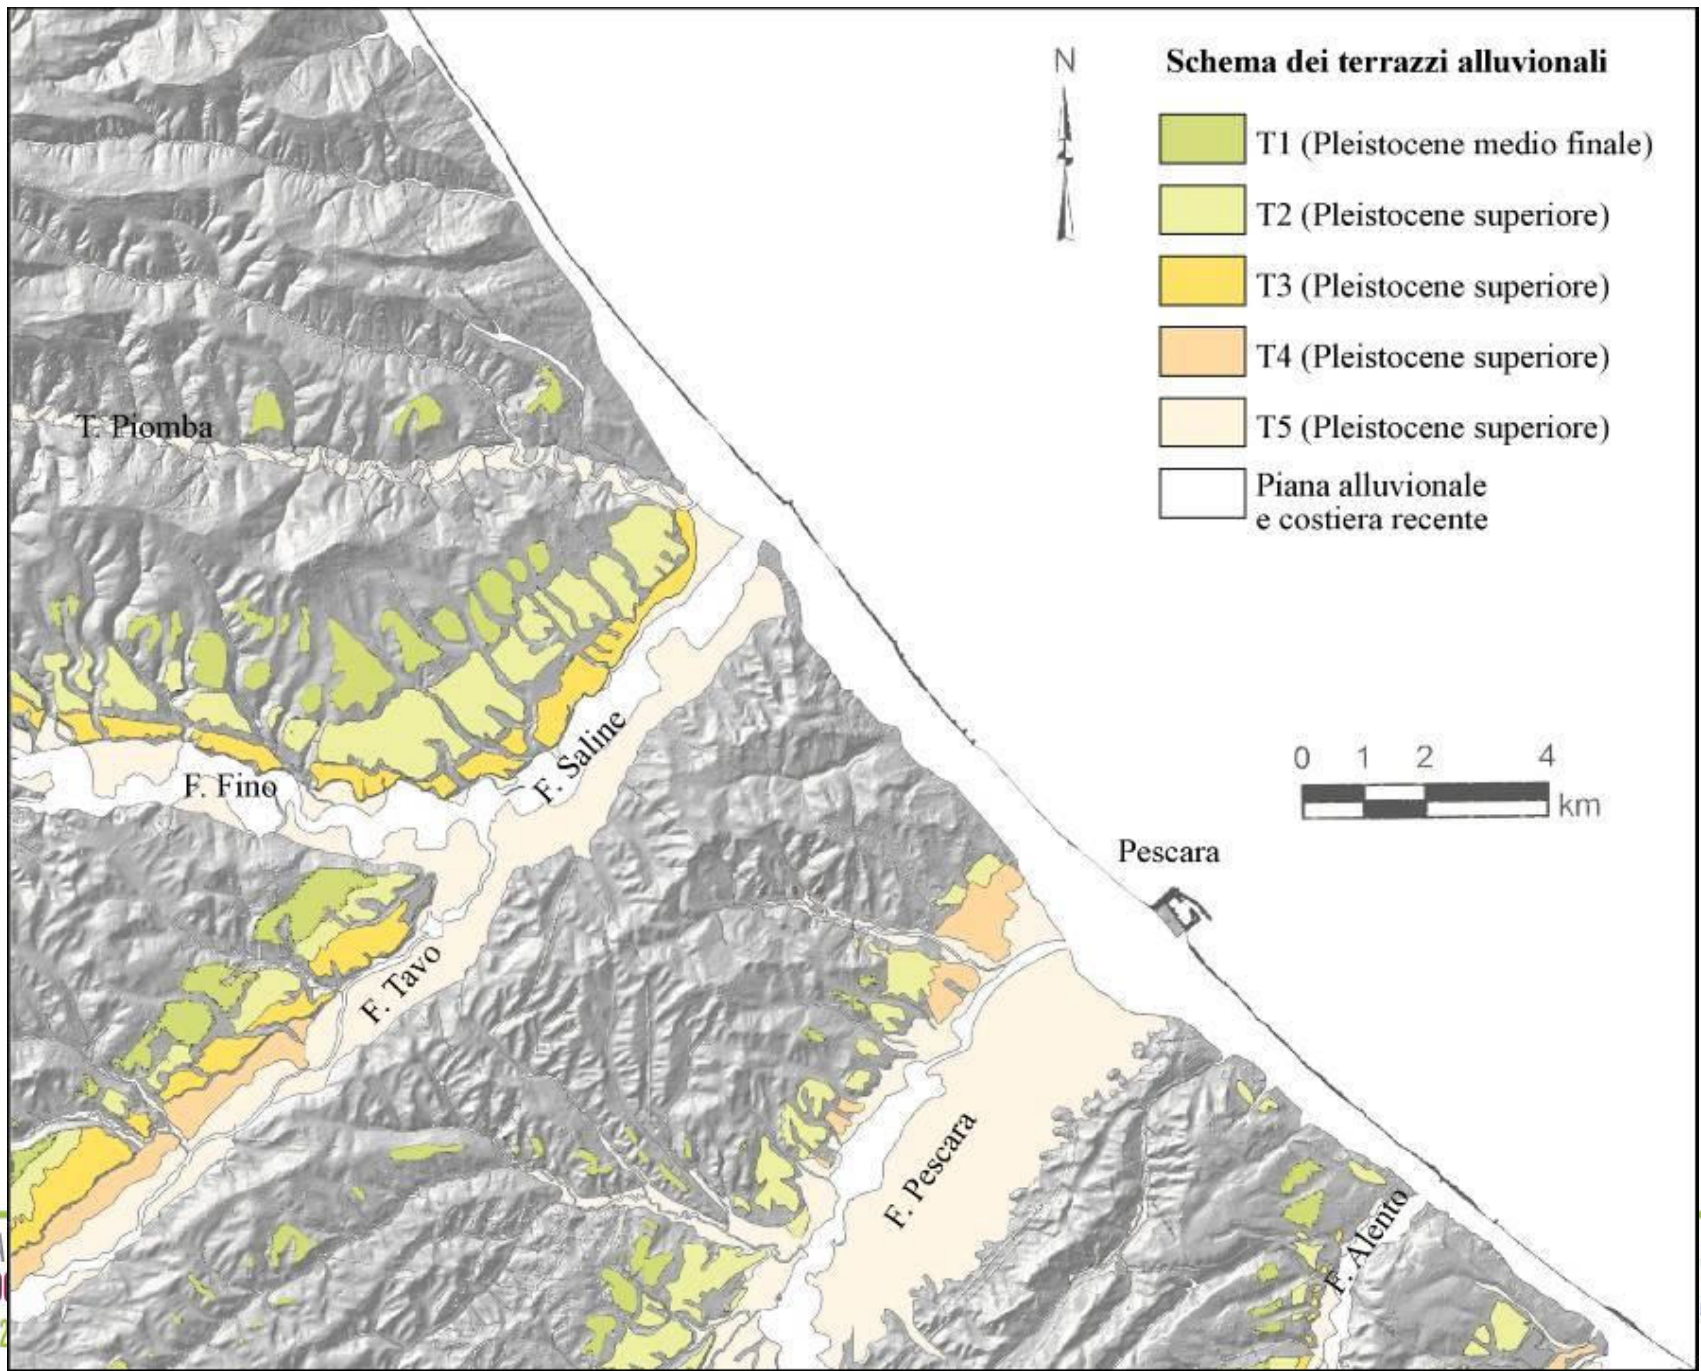 N
Schema dei terrazzi alluvionali
T1 (Pleistocene medio finale)
T2 (Pleistocene superiore)
T3 (Pleistocene superiore)
T4 (Pleistocene superiore)
T5 (Pleistocene superiore)
Piana alluvionale
e costiera recente
T. Piomba
F. Saline
F. Fino
0 1 2 4
km
Pescara
F. Tavo
F. Pescara
F. Alento